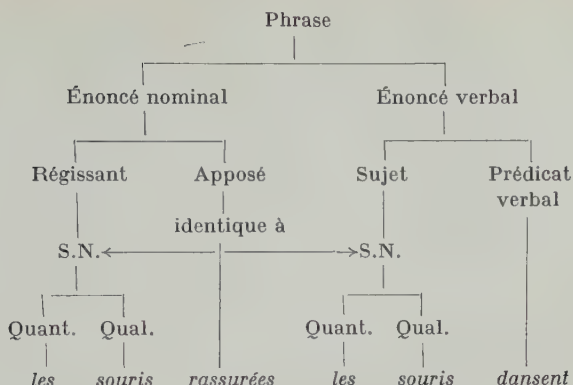 Phrase
Énoncé nominal Énoncé verbal
Régissant Apposé Sujet Prédicat
verbal
identique à
S.N. S.N.
Quant. Qual. Quant. Qual.
les souris rassurées les souris dansent